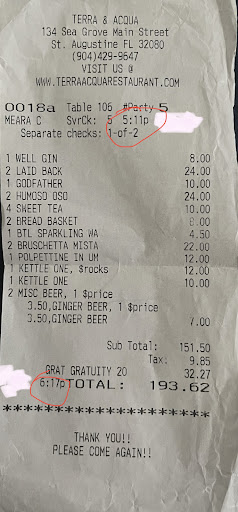 TERRA & ACQUA
134 Sea Grove Main Street
St. Augustine FL 32080
(904)429-9647
VISIT US @
WWW.TERRAACQUARESTAURANT.COM
0018a Table 106 #Party 5
MEARA C SvrCk: 5 5:11p
Separate checks: 1-of-2
1 WELL GIN 8.00
2 LAID BACK 24.00
1 GODFATHER 10.00
2 HUMOSO OSO 24.00
4 SWEET TEA 10.00
2 BREAD BASKET 8.00
1 BTL SPARKLING WA 4.50
2 BRUSCHETTA MISTA 22.00
1 POLPETTINE IN UM 12.00
1 KETTLE ONE, $rocks 12.00
1 KETTLE ONE 10.00
2 MISC BEER, 1 $price
3.50,GINGER BEER, 1 $price
3.50,GINGER BEER 7.00
Sub Total: 151.50
Tax: 9.85
GRAT GRATUITY 20 32.27
6:17p TOTAL: 193.62
THANK YOU!!
PLEASE COME AGAIN!!